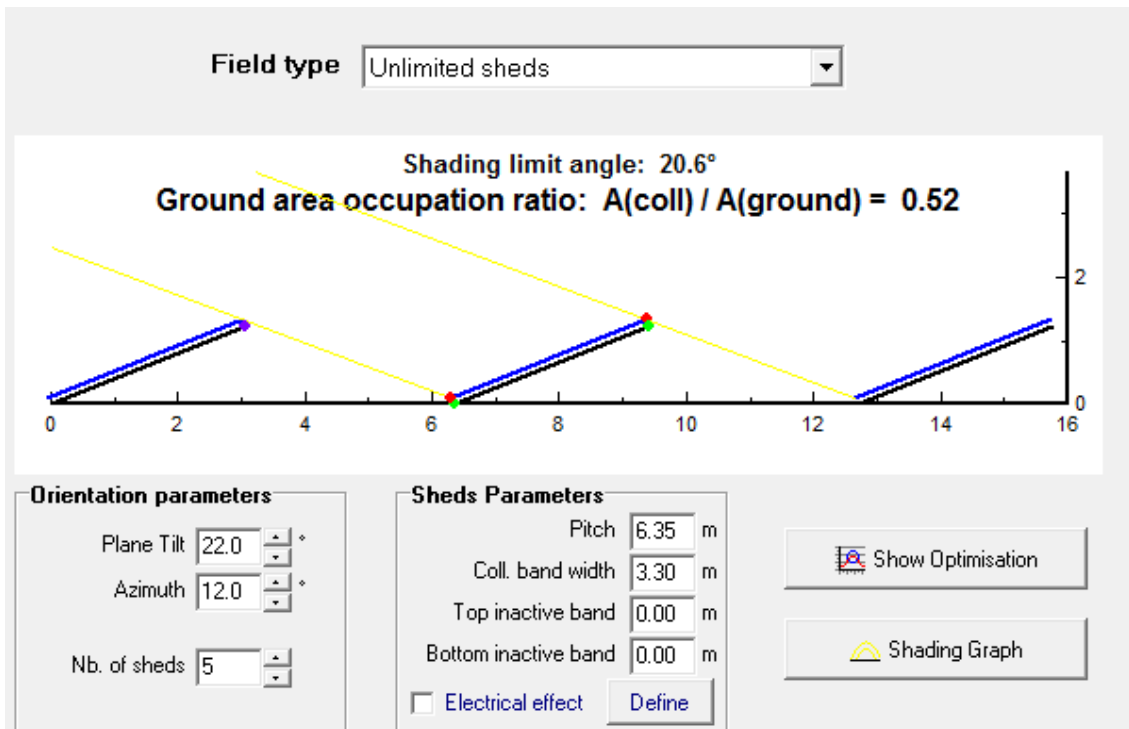 Field type Unlimited sheds
Shading limit angle: 20.6°
Ground area occupation ratio: A(coll) / A(ground) = 0.52
2
0
0 2 4 6 8 10 12 14 16
Orientation parameters
Plane Tilt 22.0 °
Azimuth 12.0 °
Nb. of sheds 5
Sheds Parameters
Pitch 6.35 m
Coll. band width 3.30 m
Top inactive band 0.00 m
Bottom inactive band 0.00 m
Electrical effect Define
Show Optimisation
Shading Graph